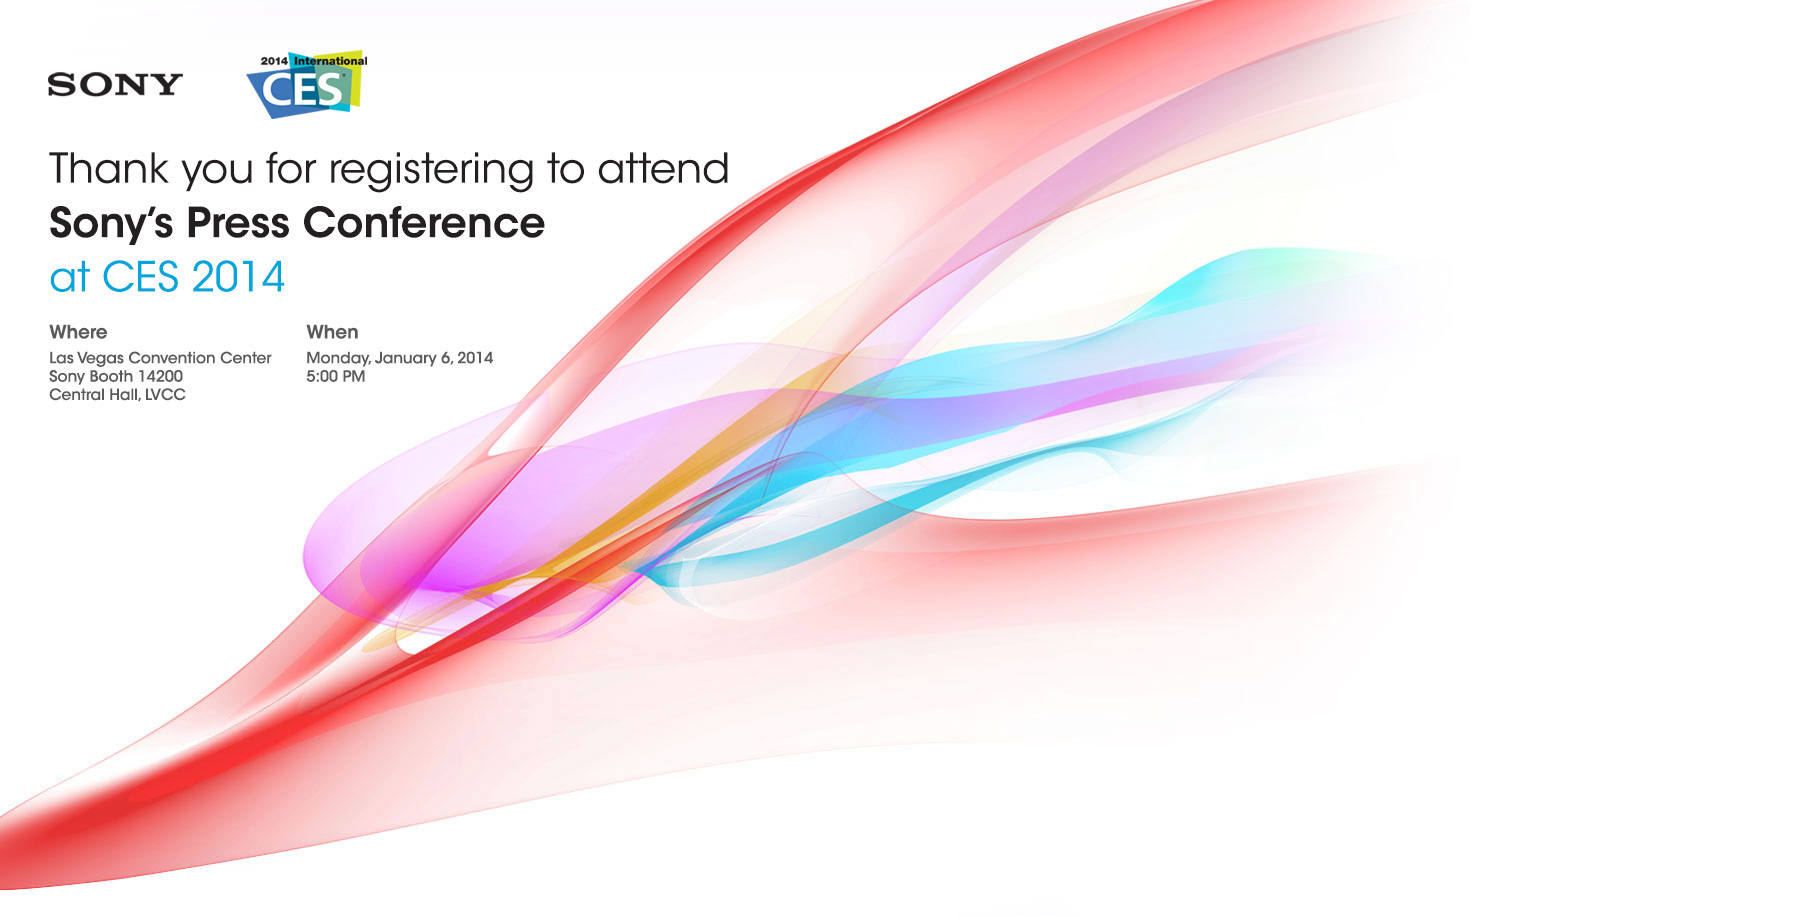 SONY
2014 International
CES
Thank you for registering to attend
Sony’s Press Conference
at CES 2014
Where
Las Vegas Convention Center
Sony Booth 14200
Central Hall, LVCC
When
Monday, January 6, 2014
5:00 PM